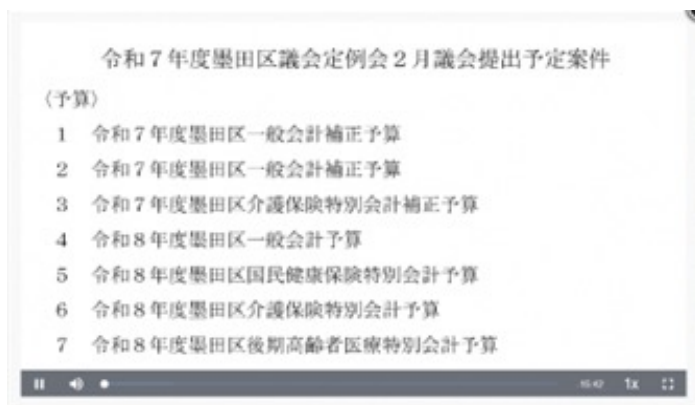 令和7年度墨田区議会定例会2月議会提出予定案件
〈予算〉
1 令和7年度墨田区一般会計補正予算
2 令和7年度墨田区一般会計補正予算
3 令和7年度墨田区介護保険特別会計補正予算
4 令和8年度墨田区一般会計予算
5 令和8年度墨田区国民健康保険特別会計予算
6 令和8年度墨田区介護保険特別会計予算
7 令和8年度墨田区後期高齢者医療特別会計予算
1x